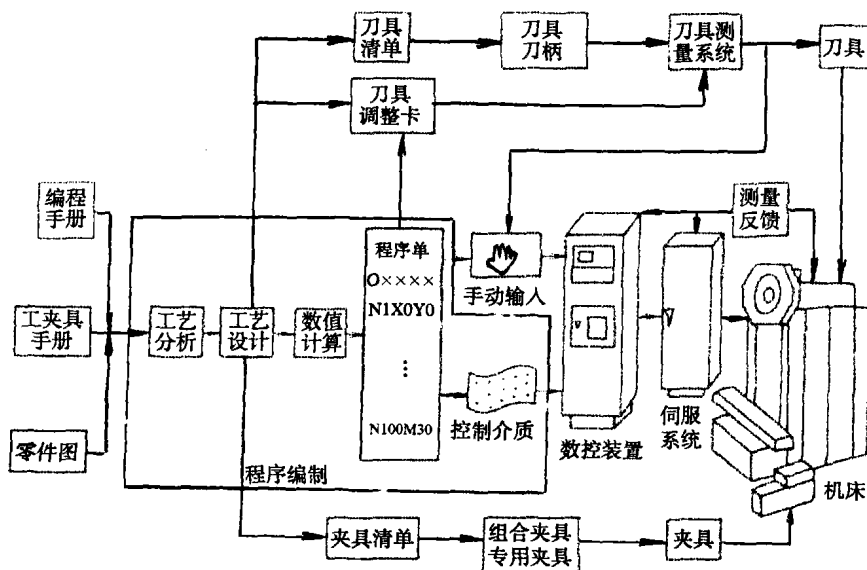 刀具
清单
刀具
刀柄
刀具测
量系统
刀具
刀具
调整卡
编程
手册
工夹具
手册
零件图
工艺
分析
工艺
设计
数值
计算
程序单
O××××
N1X0Y0
⋮
N100M30
程序编制
手动输入
控制介质
数控装置
测量
反馈
伺服
系统
机床
夹具清单
组合夹具
专用夹具
夹具